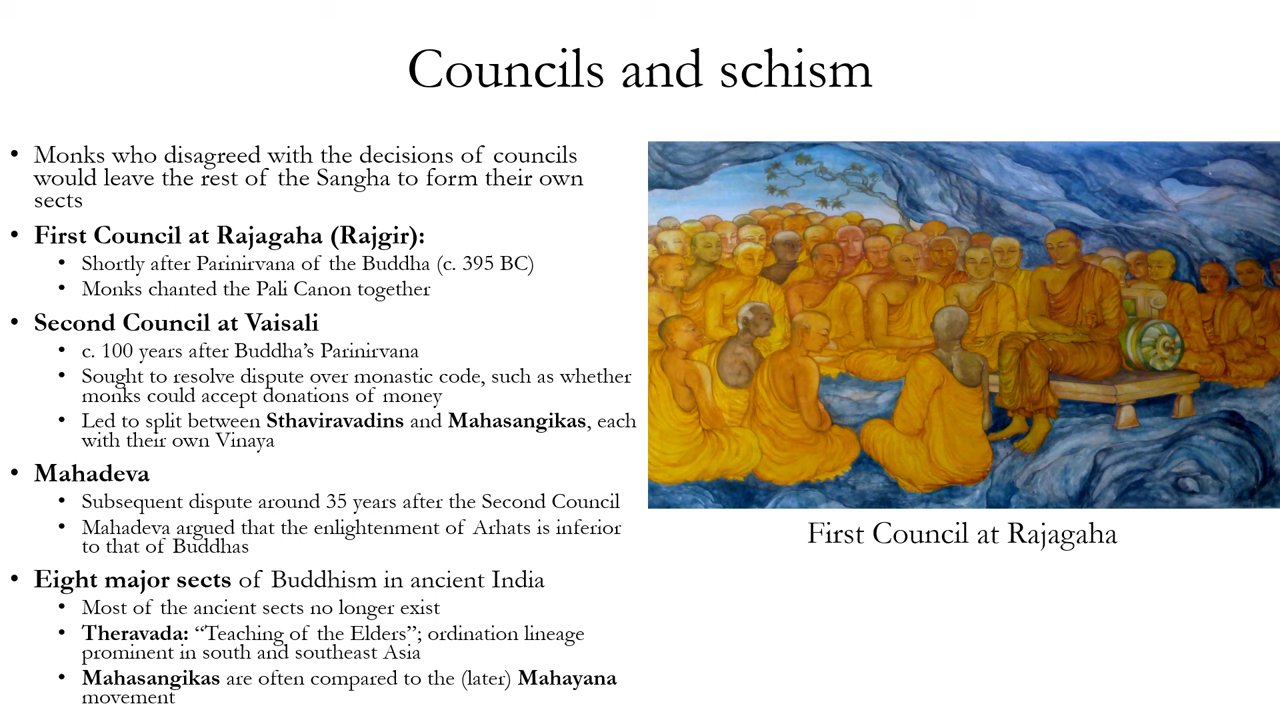 Councils and schism
• Monks who disagreed with the decisions of councils
would leave the rest of the Sangha to form their own
sects
• First Council at Rajagaha (Rajgir):
• Shortly after Parinirvana of the Buddha (c. 395 BC)
• Monks chanted the Pali Canon together
• Second Council at Vaisali
• c. 100 years after Buddha’s Parinirvana
• Sought to resolve dispute over monastic code, such as whether
monks could accept donations of money
• Led to split between Sthaviravadins and Mahasangikas, each
with their own Vinaya
• Mahadeva
• Subsequent dispute around 35 years after the Second Council
• Mahadeva argued that the enlightenment of Arhats is inferior
to that of Buddhas
• Eight major sects of Buddhism in ancient India
• Most of the ancient sects no longer exist
• Theravada: “Teaching of the Elders”; ordination lineage
prominent in south and southeast Asia
• Mahasangikas are often compared to the (later) Mahayana
movement
First Council at Rajagaha